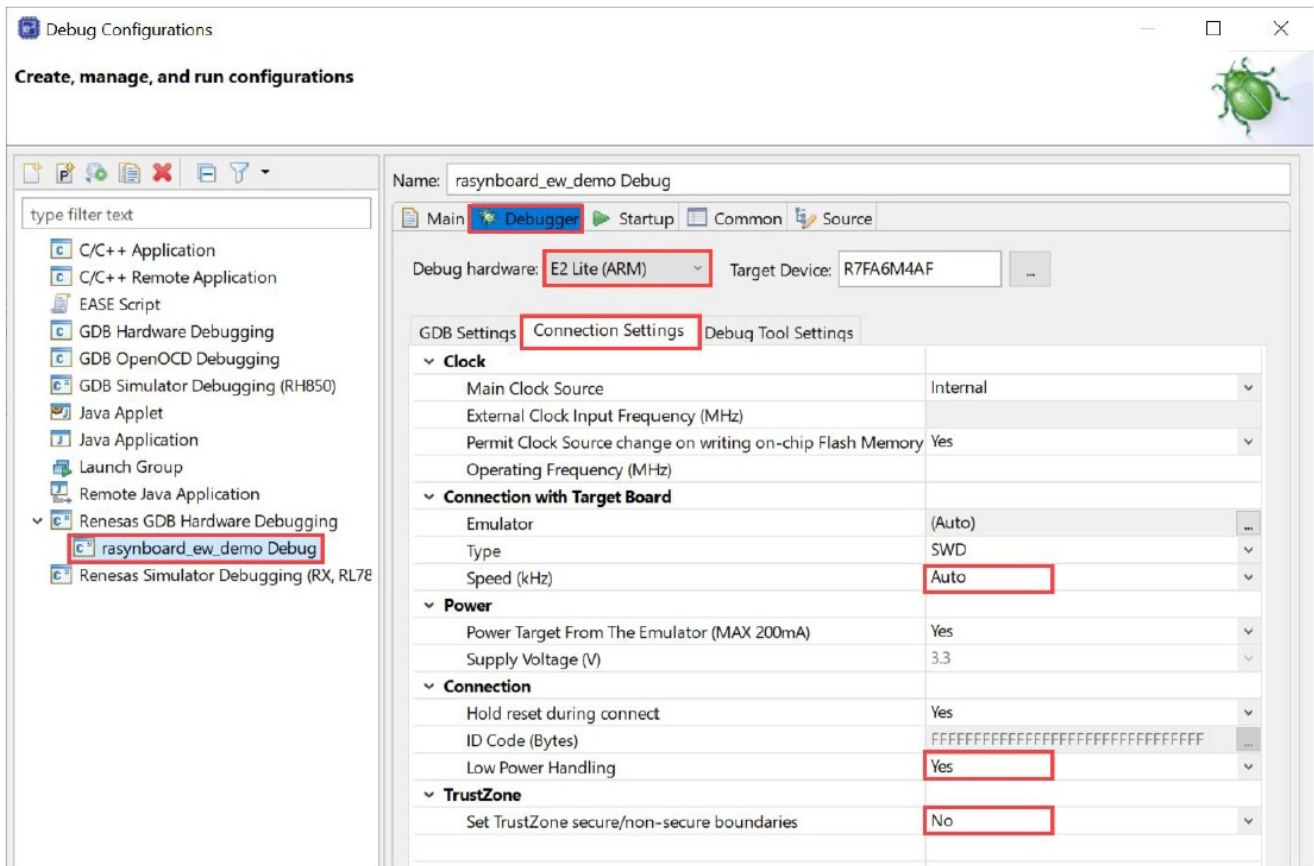 Debug Configurations
Create, manage, and run configurations
type filter text
C/C++ Application
C/C++ Remote Application
EASE Script
GDB Hardware Debugging
GDB OpenOCD Debugging
GDB Simulator Debugging (RH850)
Java Applet
Java Application
Launch Group
Remote Java Application
Renesas GDB Hardware Debugging
rasynboard_ew_demo Debug
Renesas Simulator Debugging (RX, RL78
Name: rasynboard_ew_demo Debug
Main Debugger Startup Common Source
Debug hardware: E2 Lite (ARM) Target Device: R7FA6M4AF ...
GDB Settings Connection Settings Debug Tool Settings
Clock
Main Clock Source Internal
External Clock Input Frequency (MHz)
Permit Clock Source change on writing on-chip Flash Memory Yes
Operating Frequency (MHz)
Connection with Target Board
Emulator (Auto) ...
Type SWD
Speed (kHz) Auto
Power
Power Target From The Emulator (MAX 200mA) Yes
Supply Voltage (V) 3.3
Connection
Hold reset during connect Yes
ID Code (Bytes) FFFFFFFFFFFFFFFFFFFFFFFFFFFFFFFF ...
Low Power Handling Yes
TrustZone
Set TrustZone secure/non-secure boundaries No